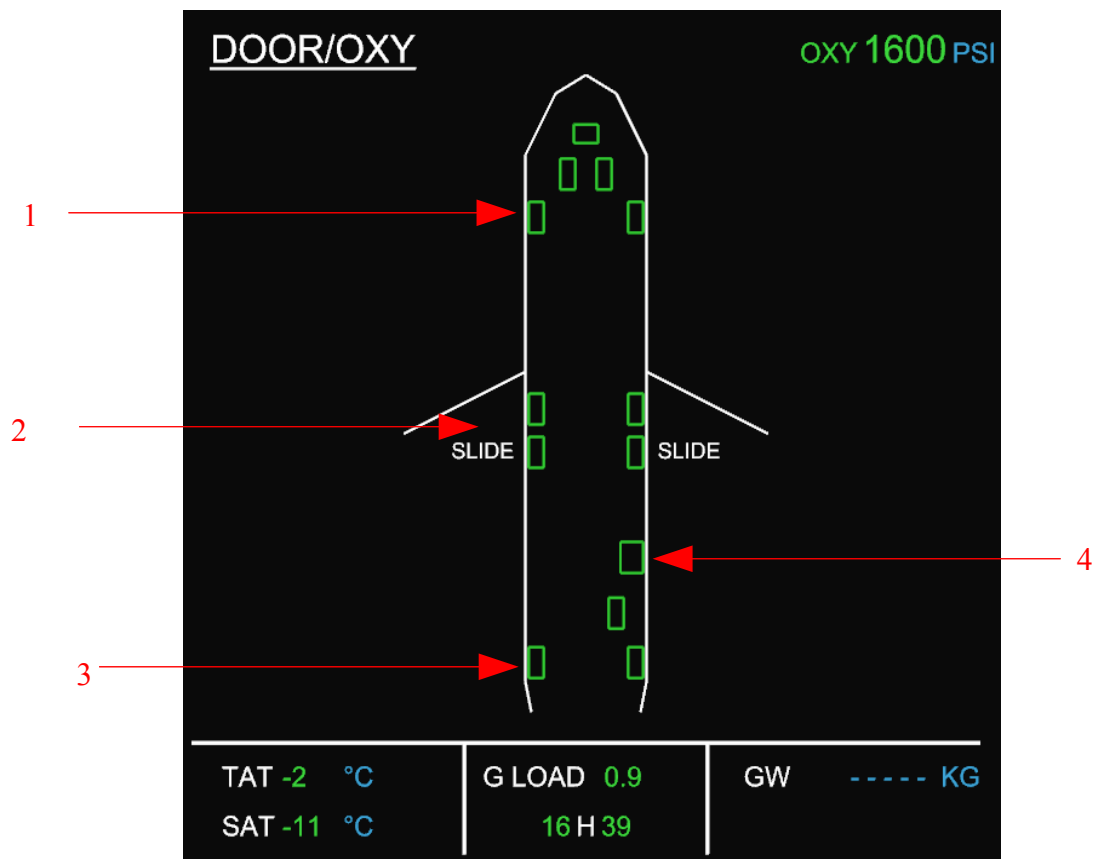 DOOR/OXY
OXY 1600 PSI
1
2
SLIDE SLIDE
4
3
TAT -2 °C G LOAD 0.9 GW ----- KG
SAT -11 °C 16 H 39